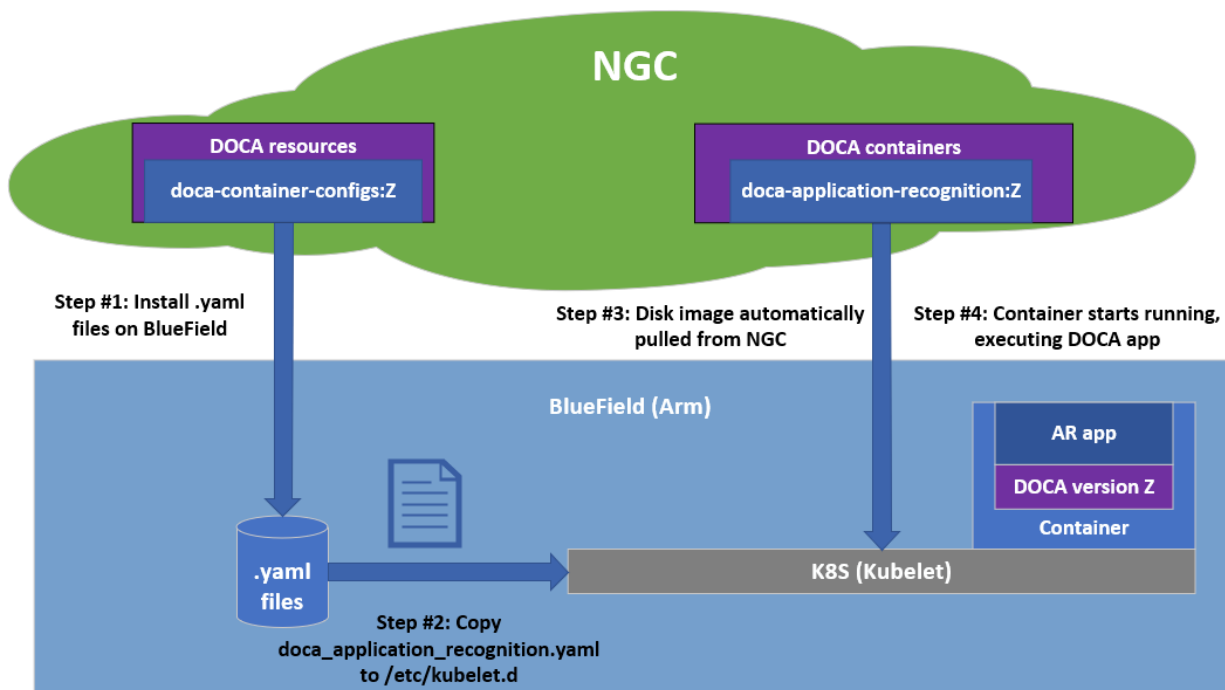 NGC
DOCA resources
doca-container-configs:Z
DOCA containers
doca-application-recognition:Z
Step #1: Install .yaml
files on BlueField
Step #3: Disk image automatically
pulled from NGC
Step #4: Container starts running,
executing DOCA app
BlueField (Arm)
AR app
DOCA version Z
Container
.yaml
files
K8S (Kubelet)
Step #2: Copy
doca_application_recognition.yaml
to /etc/kubelet.d